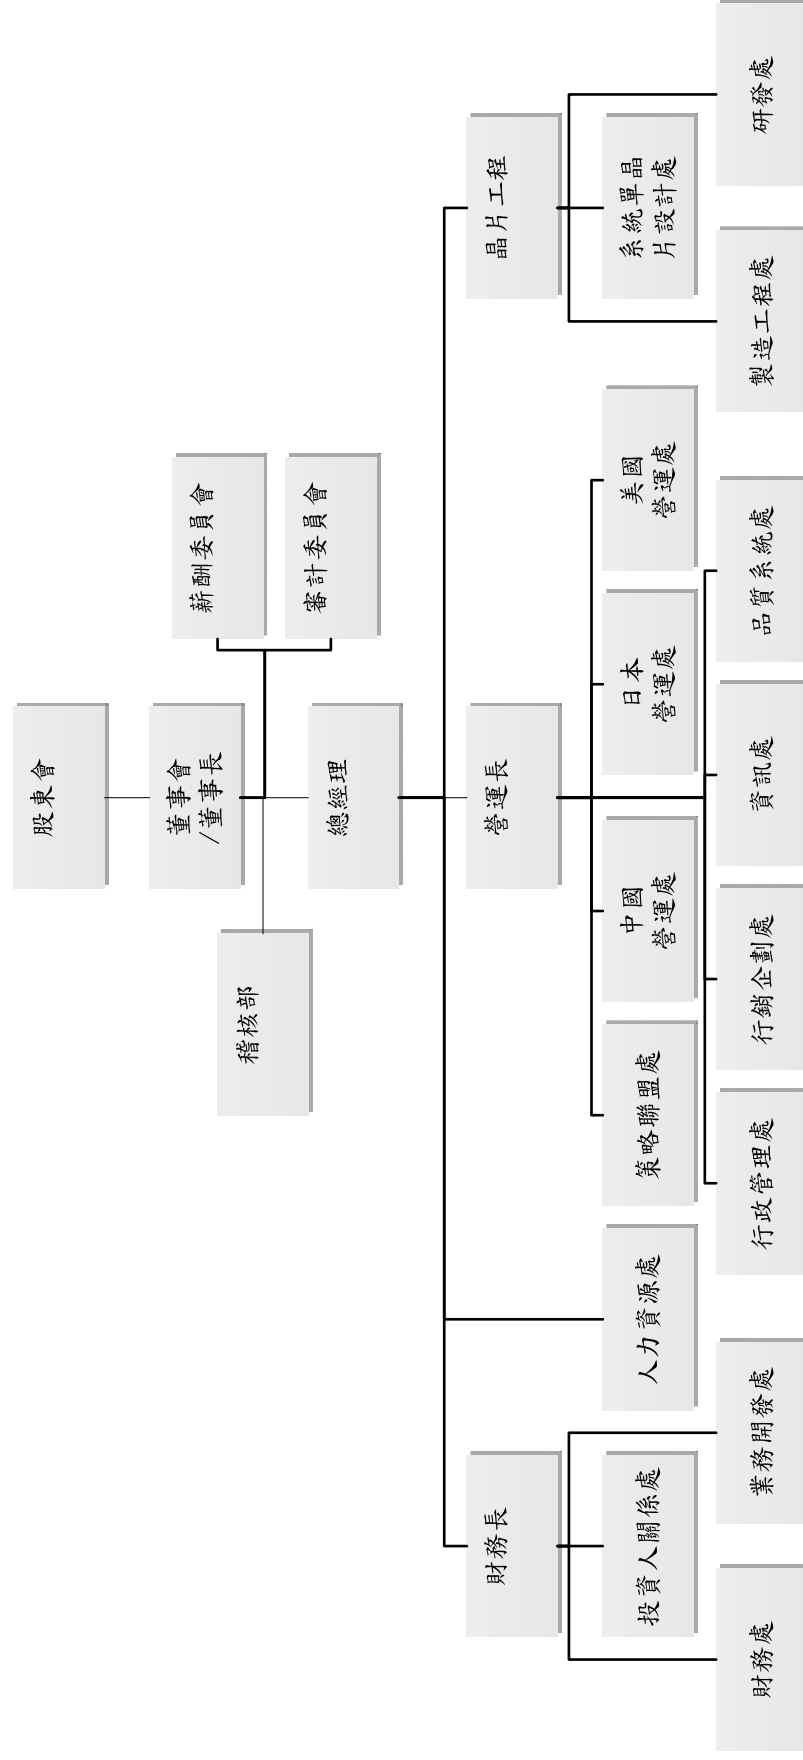 股東會
董事會
/董事長
薪酬委員會
審計委員會
稽核部
總經理
財務長
營運長
晶片工程
投資人關係處
人力資源處
策略聯盟處
中國
營運處
日本
營運處
美國
營運處
系統單晶
片設計處
財務處
業務開發處
行政管理處
行銷企劃處
資訊處
品質系統處
製造工程處
研發處